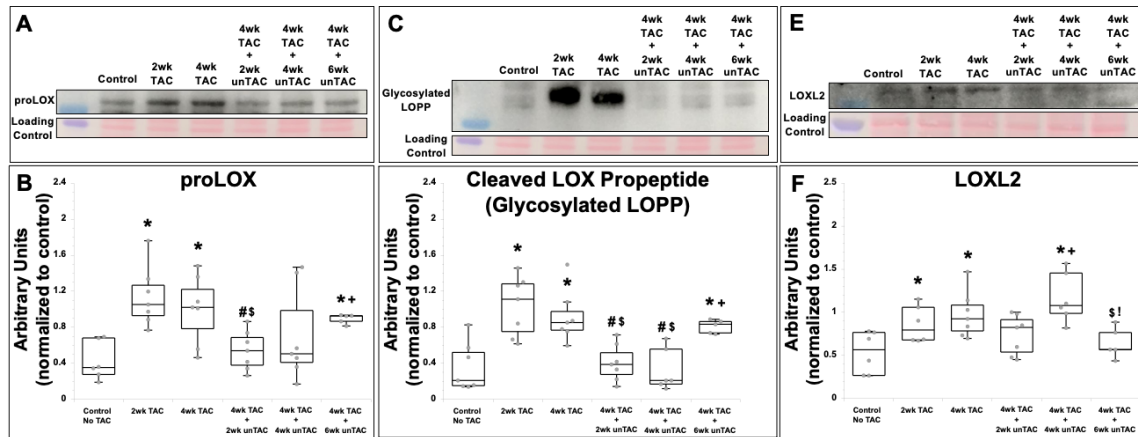 A
Control
2wk
TAC
4wk
TAC
4wk
TAC
+
2wk
unTAC
4wk
TAC
+
4wk
unTAC
4wk
TAC
+
6wk
unTAC
proLOX
Loading
Control
C
Control
2wk
TAC
4wk
TAC
4wk
TAC
+
2wk
unTAC
4wk
TAC
+
4wk
unTAC
4wk
TAC
+
6wk
unTAC
Glycosylated
LOPP
Loading
Control
E
Control
2wk
TAC
4wk
TAC
4wk
TAC
+
2wk
unTAC
4wk
TAC
+
4wk
unTAC
4wk
TAC
+
6wk
unTAC
LOXL2
Loading
Control
B
proLOX
Arbitrary Units
(normalized to control)
2.4
2
1.6
1.2
0.8
0.4
0
*
*
#$
*+
Control
No TAC
2wk TAC
4wk TAC
4wk TAC
+
2wk unTAC
4wk TAC
+
4wk unTAC
4wk TAC
+
6wk unTAC
Cleaved LOX Propeptide
(Glycosylated LOPP)
Arbitrary Units
(normalized to control)
2.4
2
1.6
1.2
0.8
0.4
0
*
*
#$
#$
*+
Control
No TAC
2wk TAC
4wk TAC
4wk TAC
+
2wk unTAC
4wk TAC
+
4wk unTAC
4wk TAC
+
6wk unTAC
F
LOXL2
Arbitrary Units
(normalized to control)
2.5
2
1.5
1
0.5
0
*
*
*+
$!
Control
No TAC
2wk TAC
4wk TAC
4wk TAC
+
2wk unTAC
4wk TAC
+
4wk unTAC
4wk TAC
+
6wk unTAC